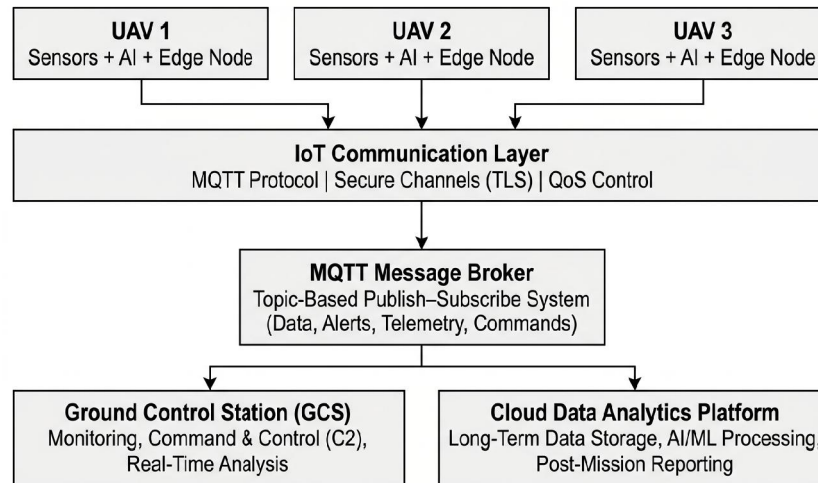 UAV 1
Sensors + AI + Edge Node
UAV 2
Sensors + AI + Edge Node
UAV 3
Sensors + AI + Edge Node
IoT Communication Layer
MQTT Protocol | Secure Channels (TLS) | QoS Control
MQTT Message Broker
Topic-Based Publish–Subscribe System
(Data, Alerts, Telemetry, Commands)
Ground Control Station (GCS)
Monitoring, Command & Control (C2),
Real-Time Analysis
Cloud Data Analytics Platform
Long-Term Data Storage, AI/ML Processing,
Post-Mission Reporting